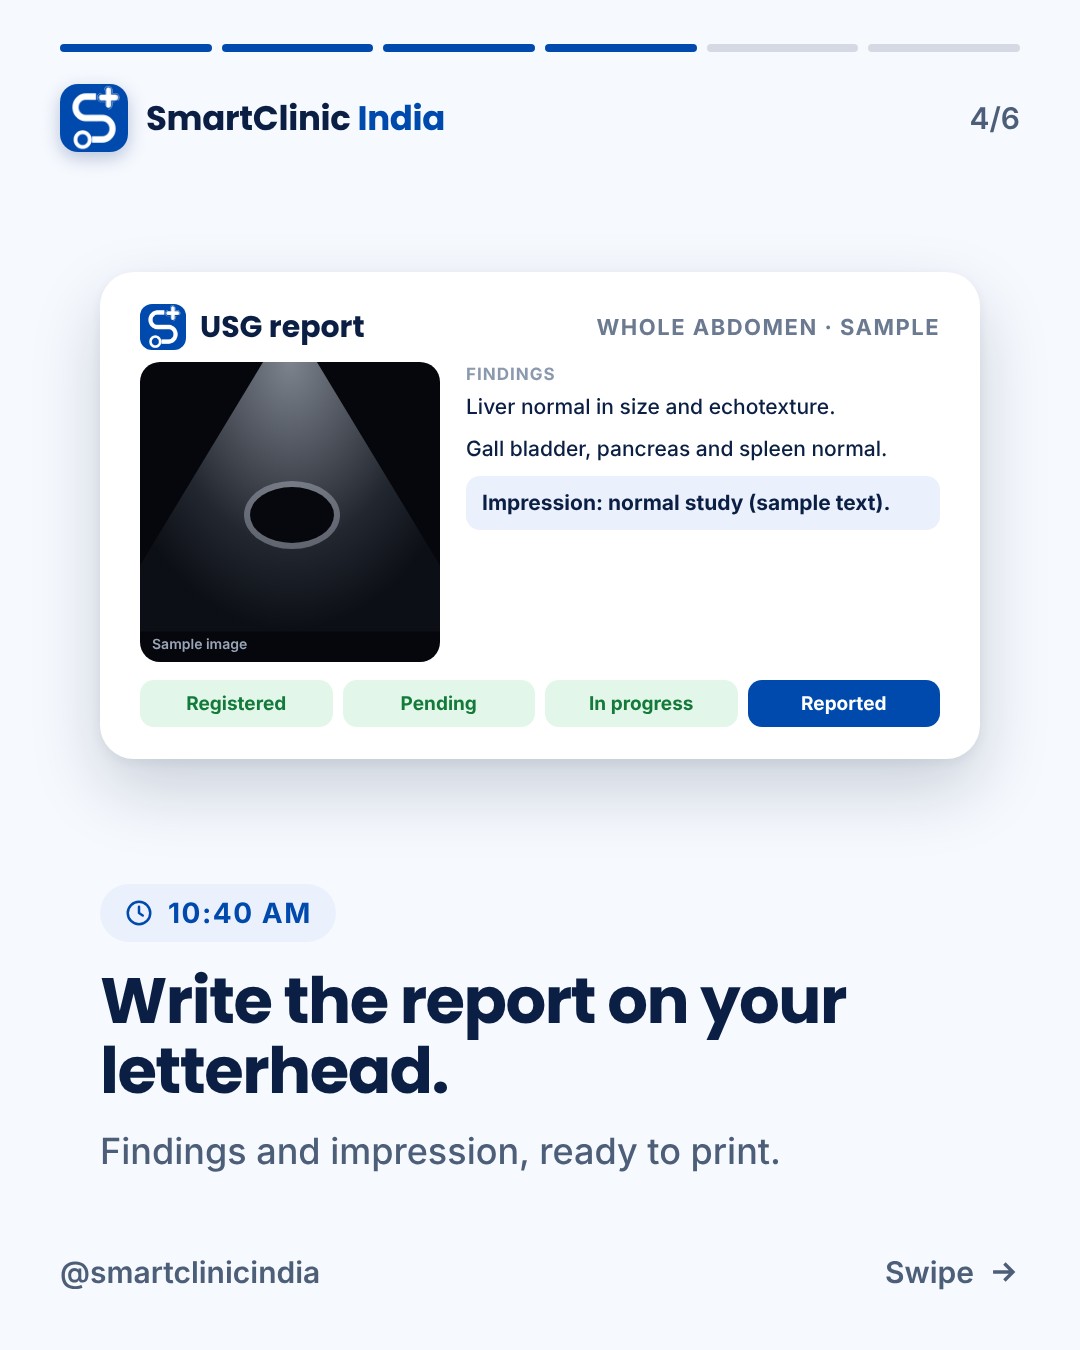 SmartClinic India
4/6
USG report
WHOLE ABDOMEN · SAMPLE
FINDINGS
Liver normal in size and echotexture.
Gall bladder, pancreas and spleen normal.
Impression: normal study (sample text).
Sample image
Registered
Pending
In progress
Reported
10:40 AM
Write the report on your
letterhead.
Findings and impression, ready to print.
@smartclinicindia
Swipe →